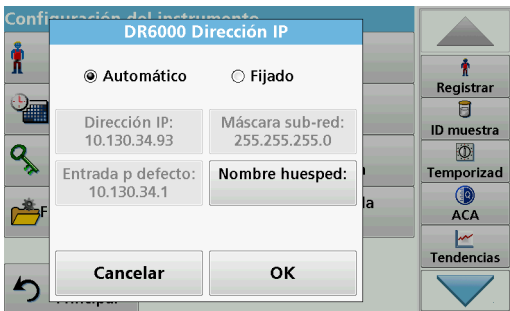 Configuración del instrumento
DR6000 Dirección IP
Automático
Fijado
Dirección IP:
10.130.34.93
Máscara sub-red:
255.255.255.0
Entrada p defecto:
10.130.34.1
Nombre huesped:
Cancelar
OK
Principal
Registrar
ID muestra
Temporizad
ACA
Tendencias